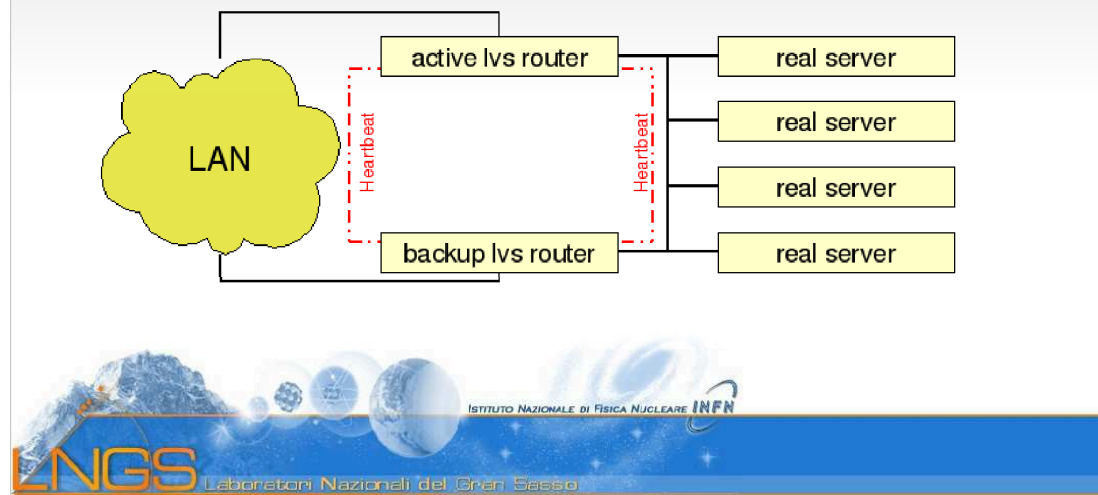 active lvs router
real server
real server
LAN
Heartbeat
Heartbeat
real server
backup lvs router
real server
ISTITUTO NAZIONALE DI FISICA NUCLEARE INFN
LNGS
Laboratori Nazionali del Gran Sasso